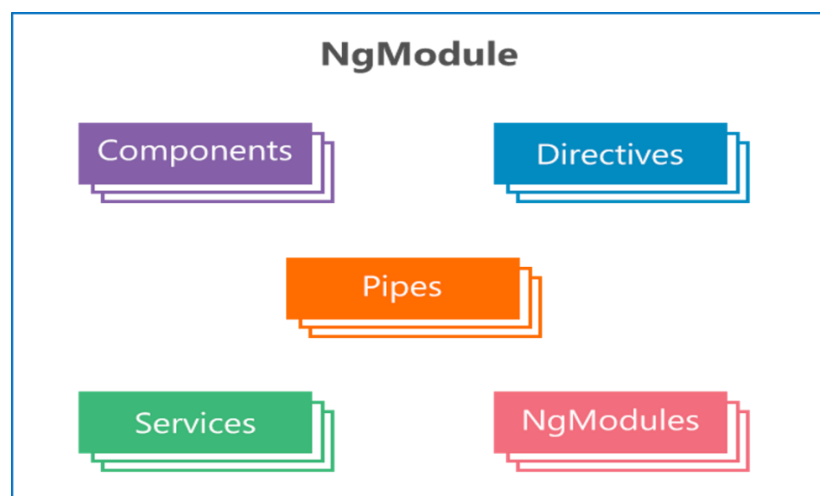 NgModule
Components
Directives
Pipes
Services
NgModules